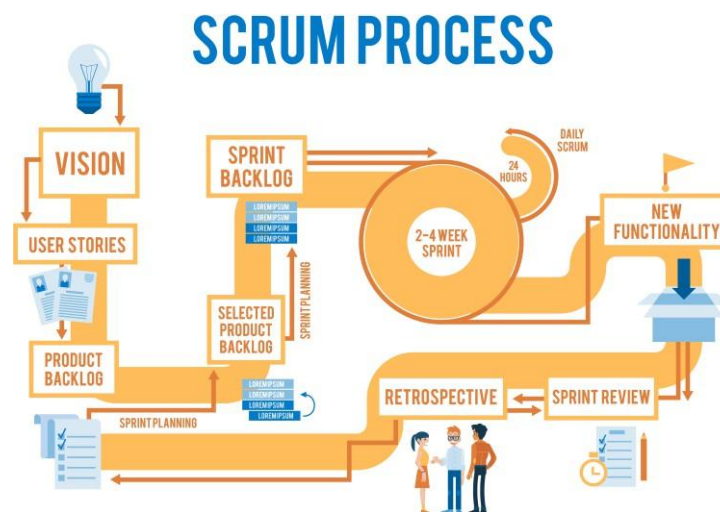 SCRUM PROCESS
VISION
USER STORIES
PRODUCT
BACKLOG
SPRINT PLANNING
SELECTED
PRODUCT
BACKLOG
LOREMIPSUM
LOREMIPSUM
LOREMIPSUM
LOREMIPSUM
SPRINT PLANNING
LOREMIPSUM
LOREMIPSUM
LOREMIPSUM
LOREMIPSUM
SPRINT
BACKLOG
2-4 WEEK
SPRINT
24
HOURS
DAILY
SCRUM
NEW
FUNCTIONALITY
SPRINT REVIEW
RETROSPECTIVE